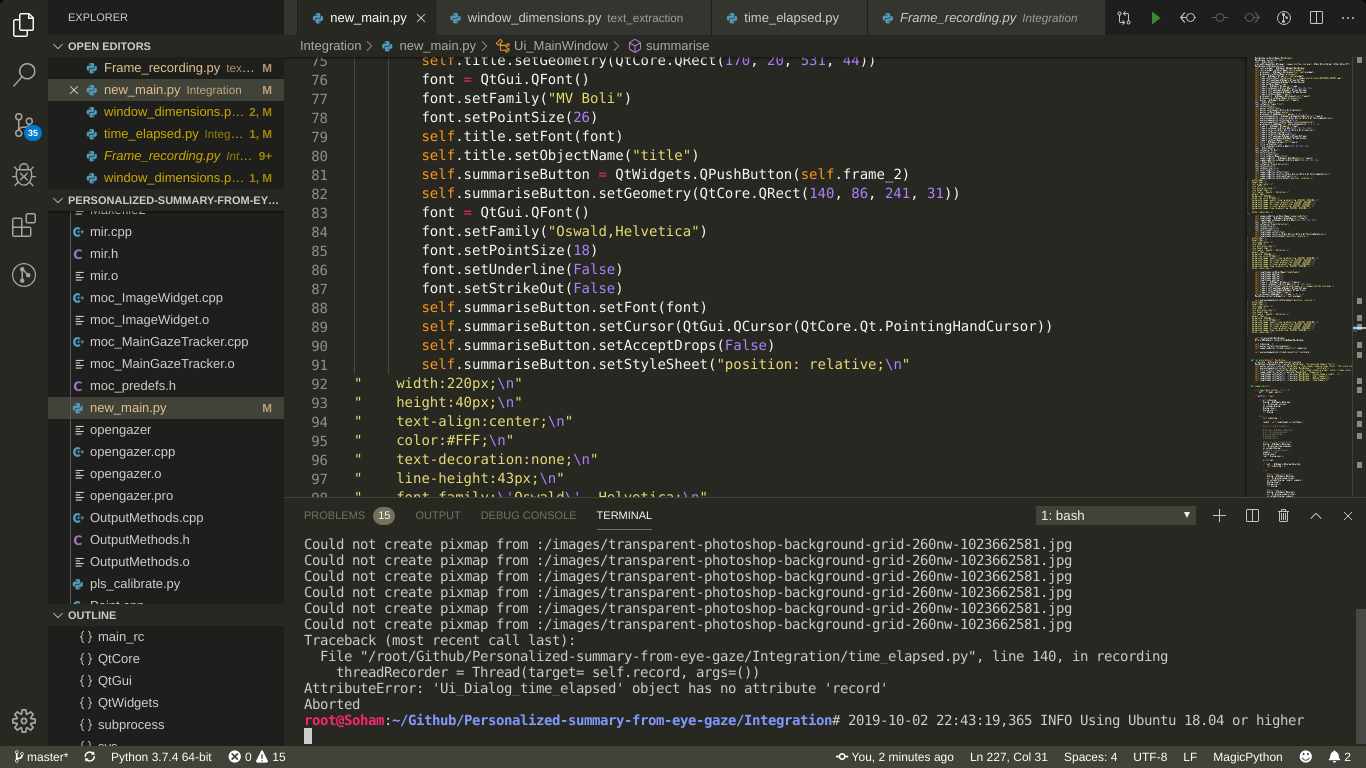 EXPLORER
OPEN EDITORS
Frame_recording.py tex... M
new_main.py Integration M
window_dimensions.p... 2, M
time_elapsed.py Integ... 1, M
Frame_recording.py Int... 9+
window_dimensions.p... 1, M
35
PERSONALIZED-SUMMARY-FROM-EY...
Makefile2
mir.cpp
mir.h
mir.o
moc_ImageWidget.cpp
moc_ImageWidget.o
moc_MainGazeTracker.cpp
moc_MainGazeTracker.o
moc_predefs.h
new_main.py M
opengazer
opengazer.cpp
opengazer.o
opengazer.pro
OutputMethods.cpp
OutputMethods.h
OutputMethods.o
pls_calibrate.py
Point.cpp
OUTLINE
{ } main_rc
{ } QtCore
{ } QtGui
{ } QtWidgets
{ } subprocess
{ } sys
new_main.py
window_dimensions.py text_extraction
time_elapsed.py
Frame_recording.py Integration
Integration > new_main.py > Ui_MainWindow > summarise
75 self.title.setGeometry(QtCore.QRect(170, 20, 531, 44))
76 font = QtGui.QFont()
77 font.setFamily("MV Boli")
78 font.setPointSize(26)
79 self.title.setFont(font)
80 self.title.setObjectName("title")
81 self.summariseButton = QtWidgets.QPushButton(self.frame_2)
82 self.summariseButton.setGeometry(QtCore.QRect(140, 86, 241, 31))
83 font = QtGui.QFont()
84 font.setFamily("Oswald,Helvetica")
85 font.setPointSize(18)
86 font.setUnderline(False)
87 font.setStrikeOut(False)
88 self.summariseButton.setFont(font)
89 self.summariseButton.setCursor(QtGui.QCursor(QtCore.Qt.PointingHandCursor))
90 self.summariseButton.setAcceptDrops(False)
91 self.summariseButton.setStyleSheet("position: relative;\n"
92 "    width:220px;\n"
93 "    height:40px;\n"
94 "    text-align:center;\n"
95 "    color:#FFF;\n"
96 "    text-decoration:none;\n"
97 "    line-height:43px;\n"
98 "    font-family:\'Oswald\', Helvetica;\n"
PROBLEMS 15 OUTPUT DEBUG CONSOLE TERMINAL
1: bash
Could not create pixmap from :/images/transparent-photoshop-background-grid-260nw-1023662581.jpg
Could not create pixmap from :/images/transparent-photoshop-background-grid-260nw-1023662581.jpg
Could not create pixmap from :/images/transparent-photoshop-background-grid-260nw-1023662581.jpg
Could not create pixmap from :/images/transparent-photoshop-background-grid-260nw-1023662581.jpg
Could not create pixmap from :/images/transparent-photoshop-background-grid-260nw-1023662581.jpg
Could not create pixmap from :/images/transparent-photoshop-background-grid-260nw-1023662581.jpg
Traceback (most recent call last):
File "/root/Github/Personalized-summary-from-eye-gaze/Integration/time_elapsed.py", line 140, in recording
threadRecorder = Thread(target= self.record, args=())
AttributeError: 'Ui_Dialog_time_elapsed' object has no attribute 'record'
Aborted
root@Soham:~/Github/Personalized-summary-from-eye-gaze/Integration# 2019-10-02 22:43:19,365 INFO Using Ubuntu 18.04 or higher
master* Python 3.7.4 64-bit 0 15 You, 2 minutes ago Ln 227, Col 31 Spaces: 4 UTF-8 LF MagicPython 2